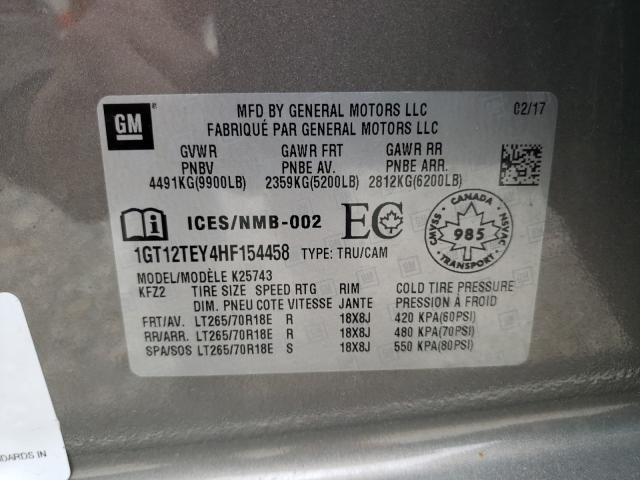 GM
MFD BY GENERAL MOTORS LLC 02/17
FABRIQUÉ PAR GENERAL MOTORS LLC
GVWR GAWR FRT GAWR RR
PNBV PNBE AV. PNBE ARR.
4491KG(9900LB) 2359KG(5200LB) 2812KG(6200LB)
ICES/NMB-002 EC
CANADA
CMVSS 985 NSVAC
1GT12TEY4HF154458 TYPE: TRU/CAM
MODEL/MODÈLE K25743
KFZ2 TIRE SIZE SPEED RTG RIM COLD TIRE PRESSURE
DIM. PNEU COTE VITESSE JANTE PRESSION À FROID
FRT/AV. LT265/70R18E R 18X8J 420 KPA(60PSI)
RR/ARR. LT265/70R18E R 18X8J 480 KPA(70PSI)
SPA/SOS LT265/70R18E S 18X8J 550 KPA(80PSI)
NDARDS IN